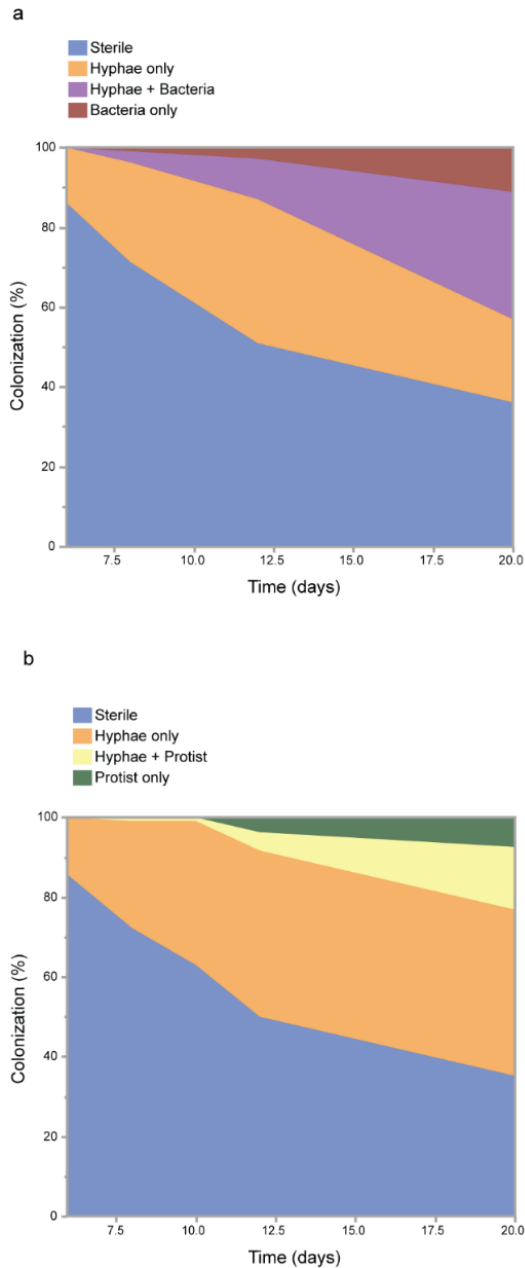 a
Sterile
Hyphae only
Hyphae + Bacteria
Bacteria only
100
80
60
40
20
0
Colonization (%)
7.5 10.0 12.5 15.0 17.5 20.0
Time (days)
b
Sterile
Hyphae only
Hyphae + Protist
Protist only
100
80
60
40
20
0
Colonization (%)
7.5 10.0 12.5 15.0 17.5 20.0
Time (days)